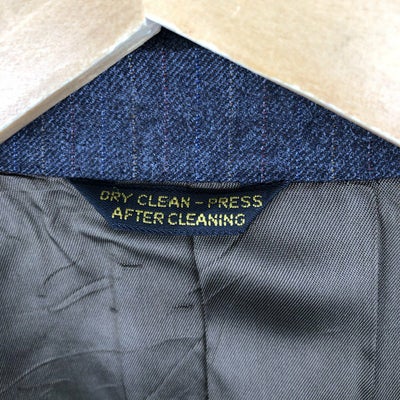 DRY CLEAN - PRESS
AFTER CLEANING